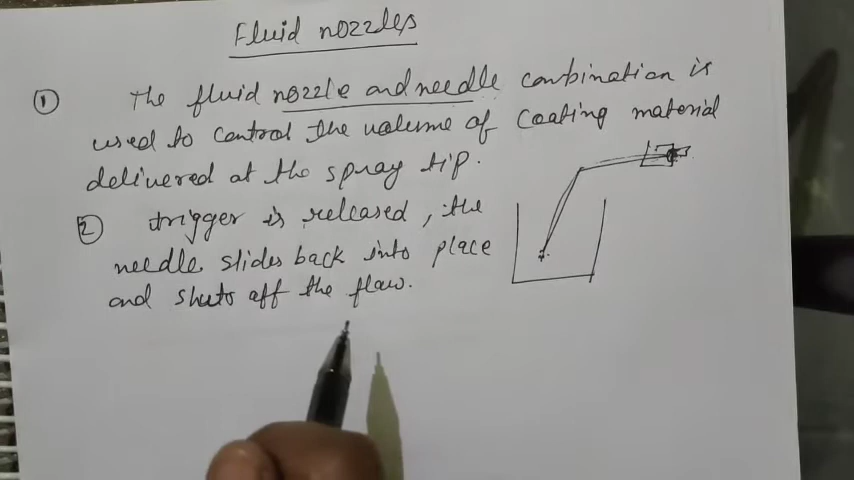 Fluid nozzles
① The fluid nozzle and needle combination is
used to control the volume of coating material
delivered at the spray tip.
② trigger is released, the
needle slides back into place
and shuts off the flow.